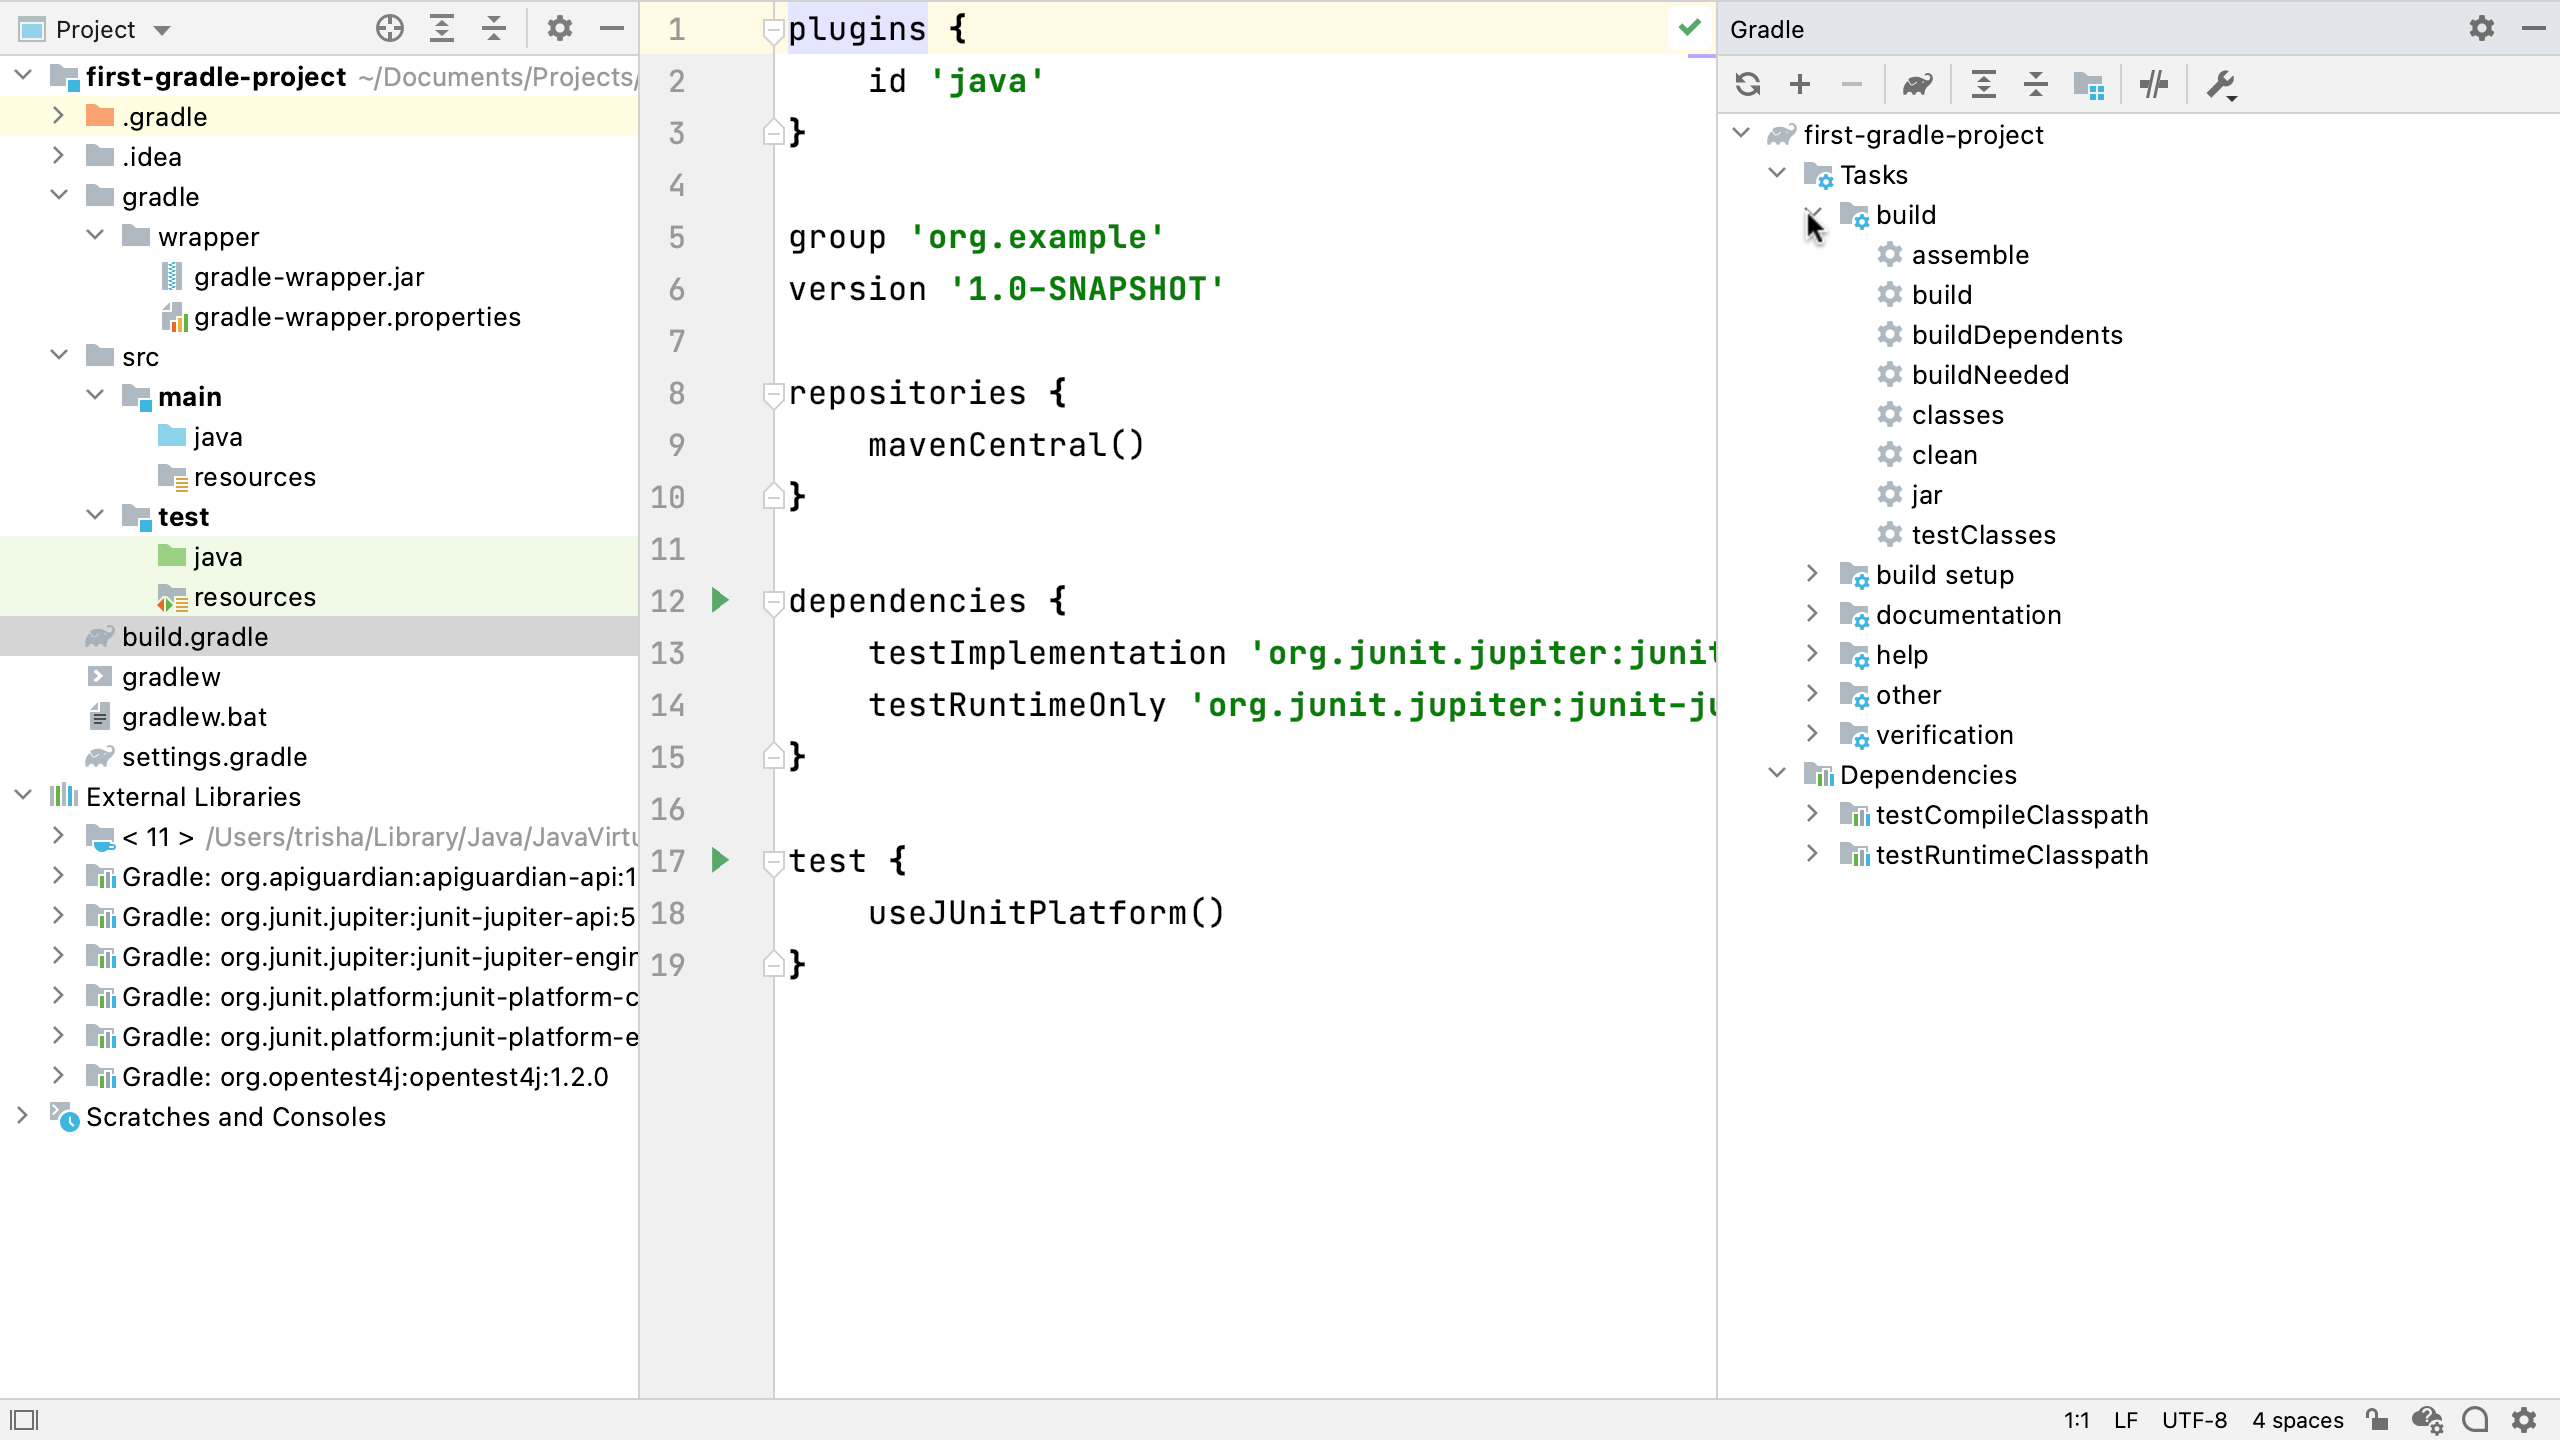 Project
first-gradle-project ~/Documents/Projects/
.gradle
.idea
gradle
wrapper
gradle-wrapper.jar
gradle-wrapper.properties
src
main
java
resources
test
java
resources
build.gradle
gradlew
gradlew.bat
settings.gradle
External Libraries
< 11 > /Users/trisha/Library/Java/JavaVirtu
Gradle: org.apiguardian:apiguardian-api:1
Gradle: org.junit.jupiter:junit-jupiter-api:5
Gradle: org.junit.jupiter:junit-jupiter-engin
Gradle: org.junit.platform:junit-platform-c
Gradle: org.junit.platform:junit-platform-e
Gradle: org.opentest4j:opentest4j:1.2.0
Scratches and Consoles
1 plugins {
2 id 'java'
3 }
4
5 group 'org.example'
6 version '1.0-SNAPSHOT'
7
8 repositories {
9 mavenCentral()
10 }
11
12 dependencies {
13 testImplementation 'org.junit.jupiter:junit
14 testRuntimeOnly 'org.junit.jupiter:junit-ju
15 }
16
17 test {
18 useJUnitPlatform()
19 }
Gradle
first-gradle-project
Tasks
build
assemble
build
buildDependents
buildNeeded
classes
clean
jar
testClasses
build setup
documentation
help
other
verification
Dependencies
testCompileClasspath
testRuntimeClasspath
1:1 LF UTF-8 4 spaces